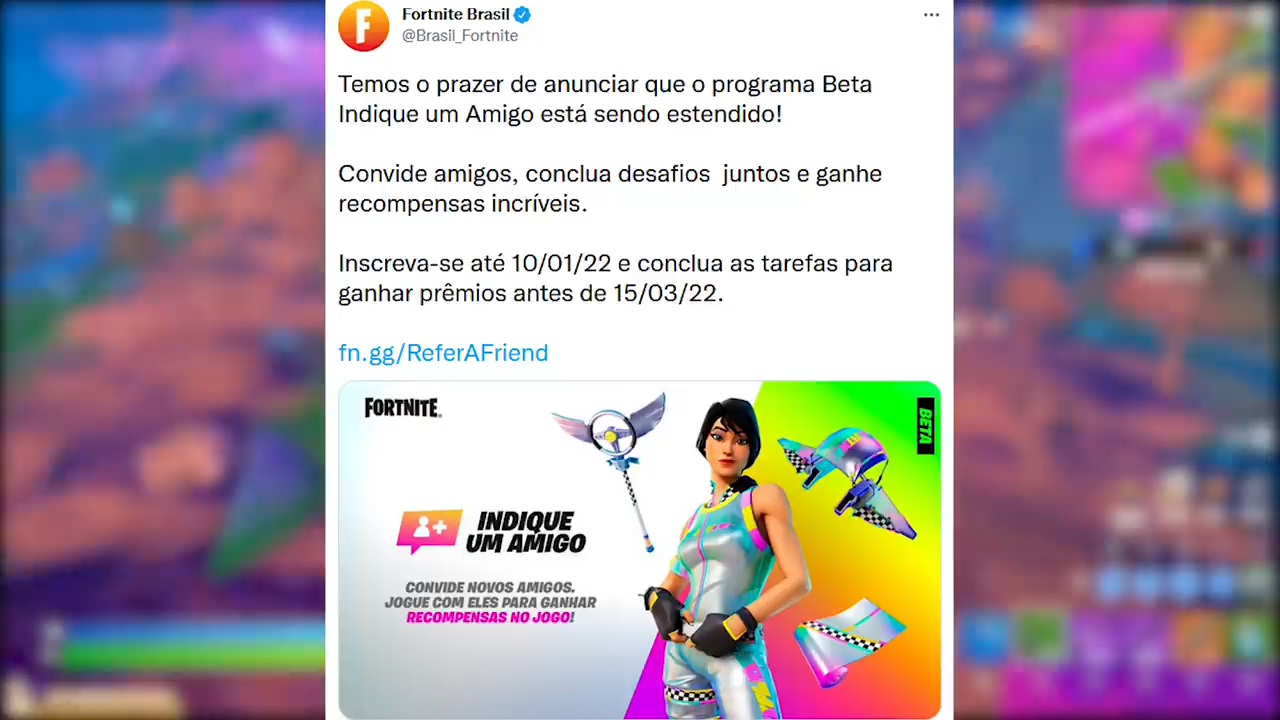 Fortnite Brasil
@Brasil_Fortnite
Temos o prazer de anunciar que o programa Beta
Indique um Amigo está sendo estendido!
Convide amigos, conclua desafios juntos e ganhe
recompensas incríveis.
Inscreva-se até 10/01/22 e conclua as tarefas para
ganhar prêmios antes de 15/03/22.
fn.gg/ReferAFriend
FORTNITE
BETA
INDIQUE
UM AMIGO
CONVIDE NOVOS AMIGOS.
JOGUE COM ELES PARA GANHAR
RECOMPENSAS NO JOGO!